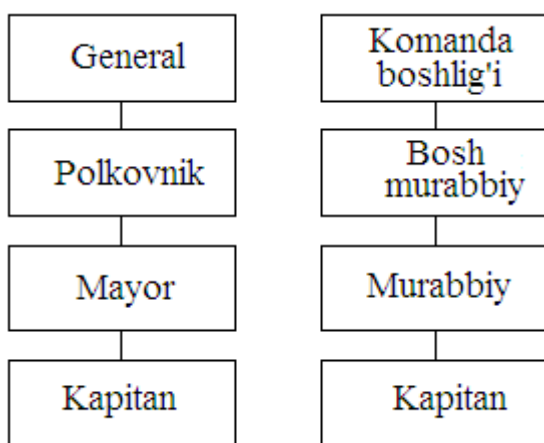 General
Polkovnik
Mayor
Kapitan
Komanda
boshlig'i
Bosh
murabbiy
Murabbiy
Kapitan